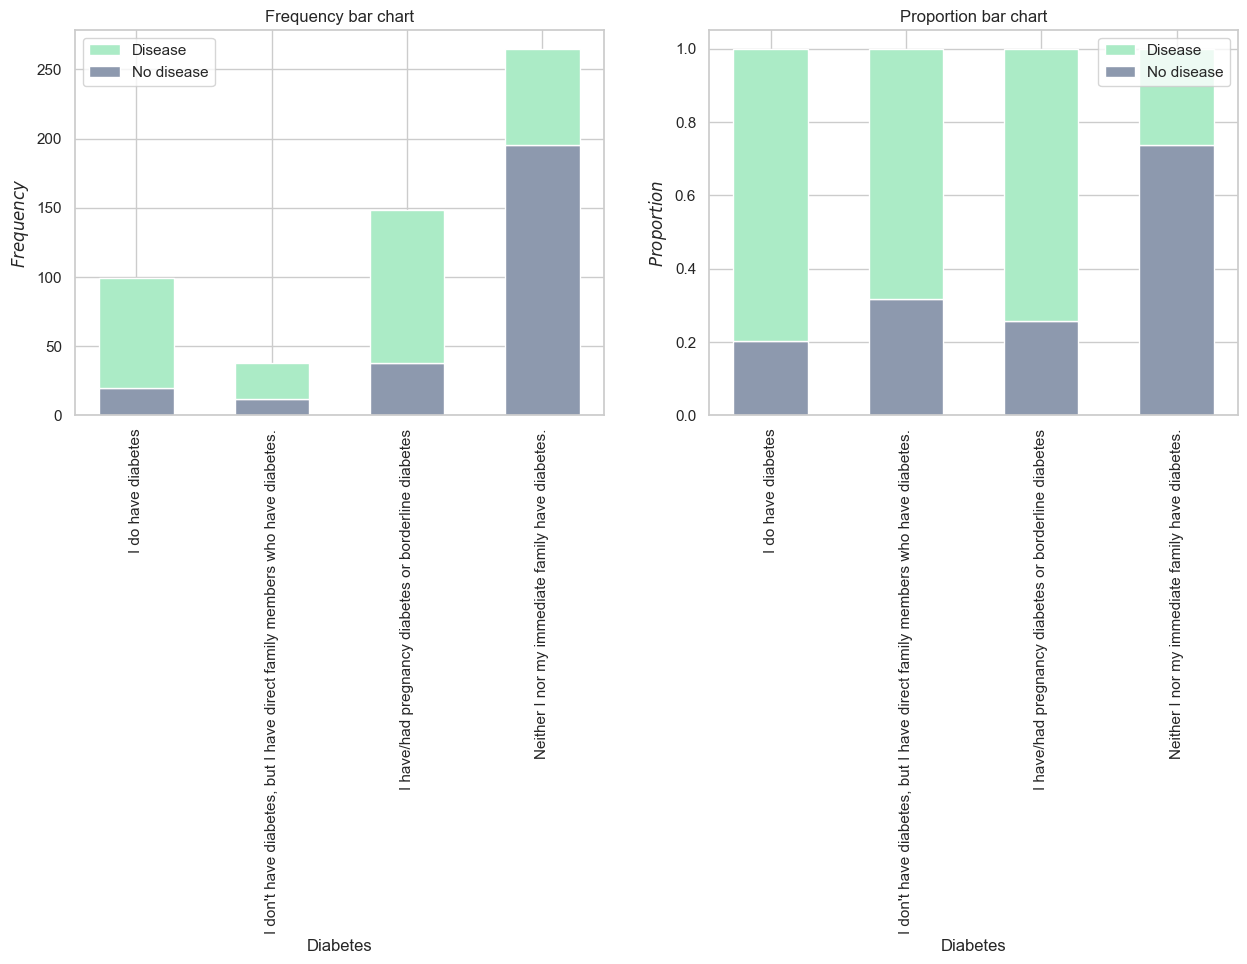 Frequency bar chart
Disease
No disease
Frequency
250
200
150
100
50
0
I do have diabetes
I don't have diabetes, but I have direct family members who have diabetes.
I have/had pregnancy diabetes or borderline diabetes
Neither I nor my immediate family have diabetes.
Diabetes
Proportion bar chart
Disease
No disease
Proportion
1.0
0.8
0.6
0.4
0.2
0.0
I do have diabetes
I don't have diabetes, but I have direct family members who have diabetes.
I have/had pregnancy diabetes or borderline diabetes
Neither I nor my immediate family have diabetes.
Diabetes